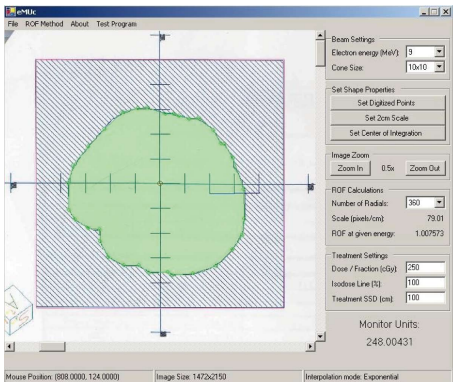 eMUc
File ROF Method About Test Program
Beam Settings
Electron energy (MeV): 9
Cone Size: 10x10
Set Shape Properties
Set Digitized Points
Set 2cm Scale
Set Center of Integration
Image Zoom
Zoom In 0.5x Zoom Out
ROF Calculations
Number of Radials: 360
Scale (pixels/cm): 79.01
ROF at given energy: 1.007573
Treatment Settings
Dose / Fraction (cGy): 250
Isodose Line (%): 100
Treatment SSD (cm): 100
Monitor Units:
248.00431
Mouse Position: (808.0000, 124.0000) Image Size: 1472x2150 Interpolation mode: Exponential